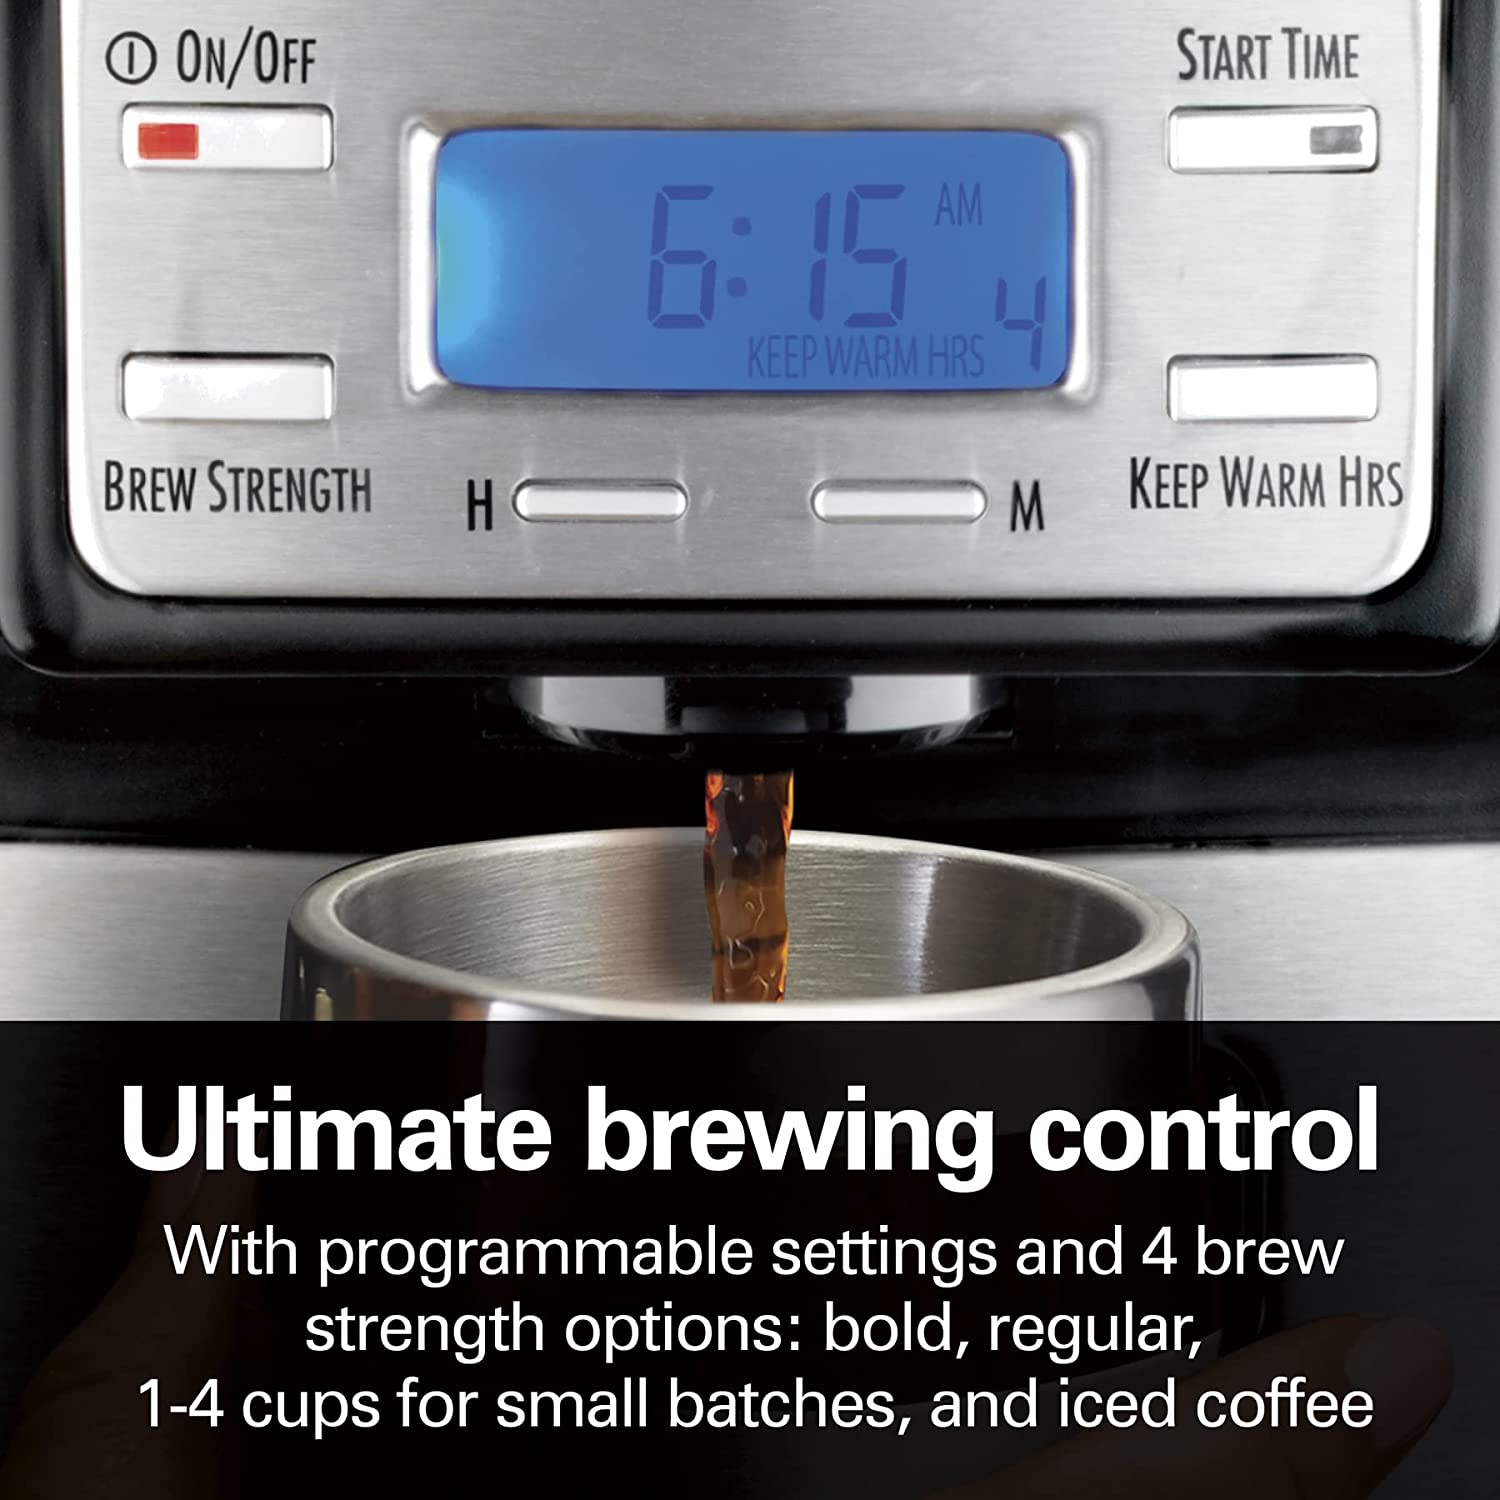 ON/OFF
START TIME
6:15 AM
KEEP WARM HRS 4
BREW STRENGTH
H
M
KEEP WARM HRS
Ultimate brewing control
With programmable settings and 4 brew
strength options: bold, regular,
1-4 cups for small batches, and iced coffee